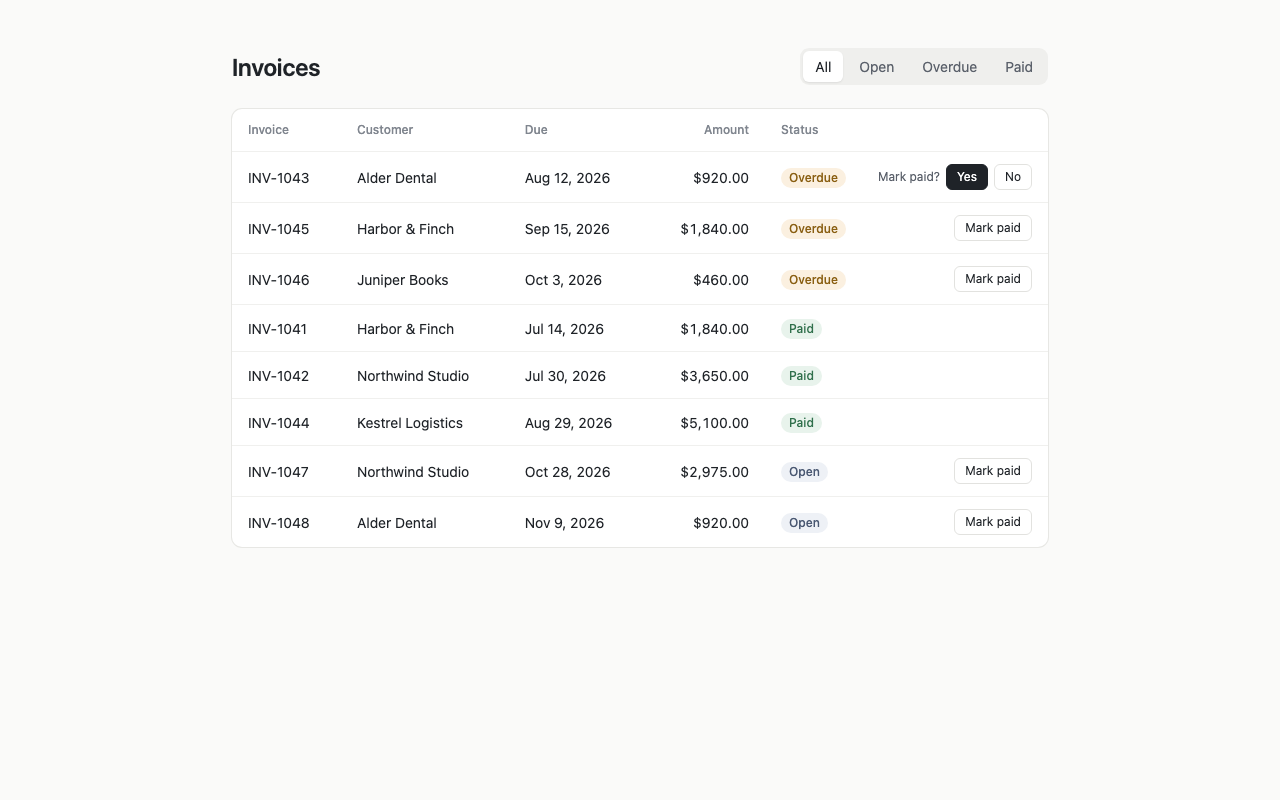 Invoices
All Open Overdue Paid
Invoice Customer Due Amount Status
INV-1043 Alder Dental Aug 12, 2026 $920.00 Overdue Mark paid? Yes No
INV-1045 Harbor & Finch Sep 15, 2026 $1,840.00 Overdue Mark paid
INV-1046 Juniper Books Oct 3, 2026 $460.00 Overdue Mark paid
INV-1041 Harbor & Finch Jul 14, 2026 $1,840.00 Paid
INV-1042 Northwind Studio Jul 30, 2026 $3,650.00 Paid
INV-1044 Kestrel Logistics Aug 29, 2026 $5,100.00 Paid
INV-1047 Northwind Studio Oct 28, 2026 $2,975.00 Open Mark paid
INV-1048 Alder Dental Nov 9, 2026 $920.00 Open Mark paid